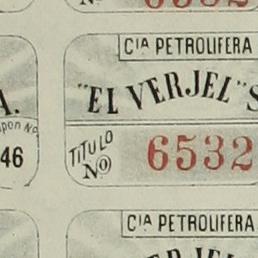 CIA PETROLIFERA
"EL VERJEL" S
A.
TITULO
Nº 6532
46
CIA PETROLIFERA